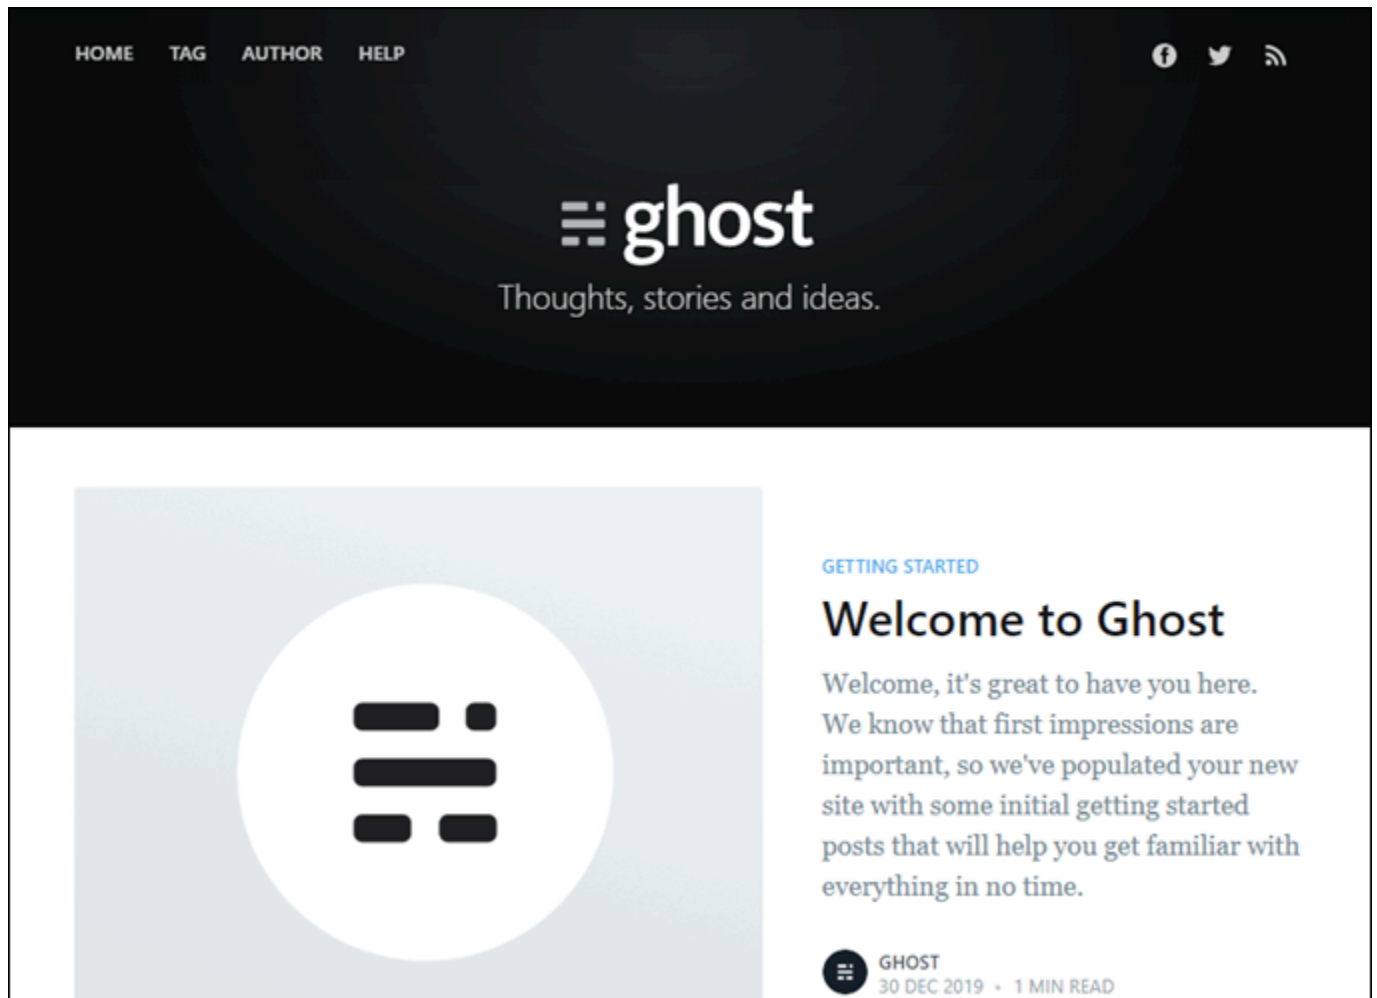 HOME TAG AUTHOR HELP
ghost
Thoughts, stories and ideas.
GETTING STARTED
Welcome to Ghost
Welcome, it's great to have you here.
We know that first impressions are
important, so we've populated your new
site with some initial getting started
posts that will help you get familiar with
everything in no time.
GHOST
30 DEC 2019 • 1 MIN READ